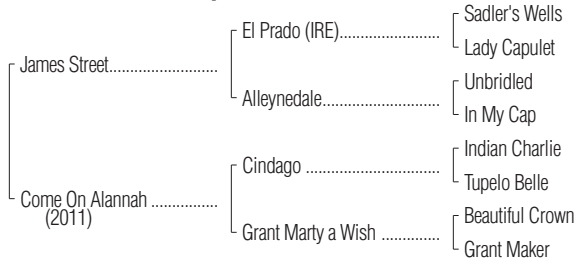 Sadler's Wells
El Prado (IRE)..................
Lady Capulet
James Street....................
Unbridled
Alleynedale......................
In My Cap
Indian Charlie
Cindago ..........................
Tupelo Belle
Come On Alannah ............
(2011)
Beautiful Crown
Grant Marty a Wish ..........
Grant Maker